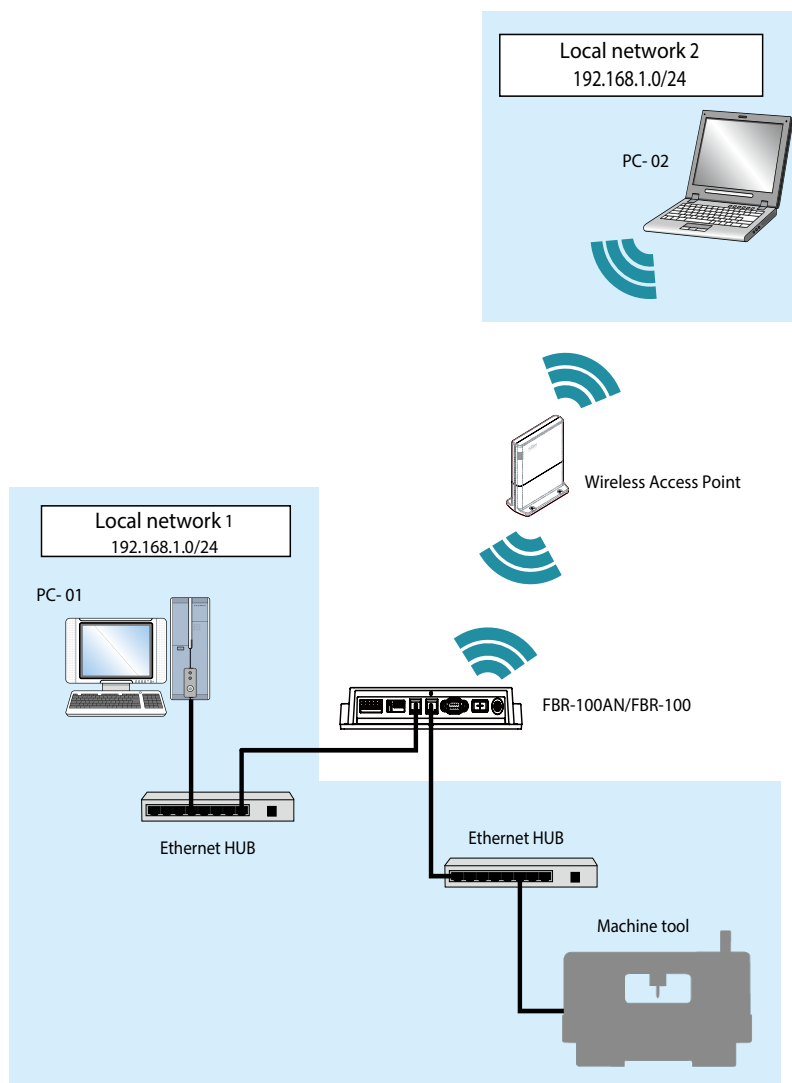 Local network 2
192.168.1.0/24
PC- 02
Wireless Access Point
Local network 1
192.168.1.0/24
PC- 01
FBR-100AN/FBR-100
Ethernet HUB
Ethernet HUB
Machine tool